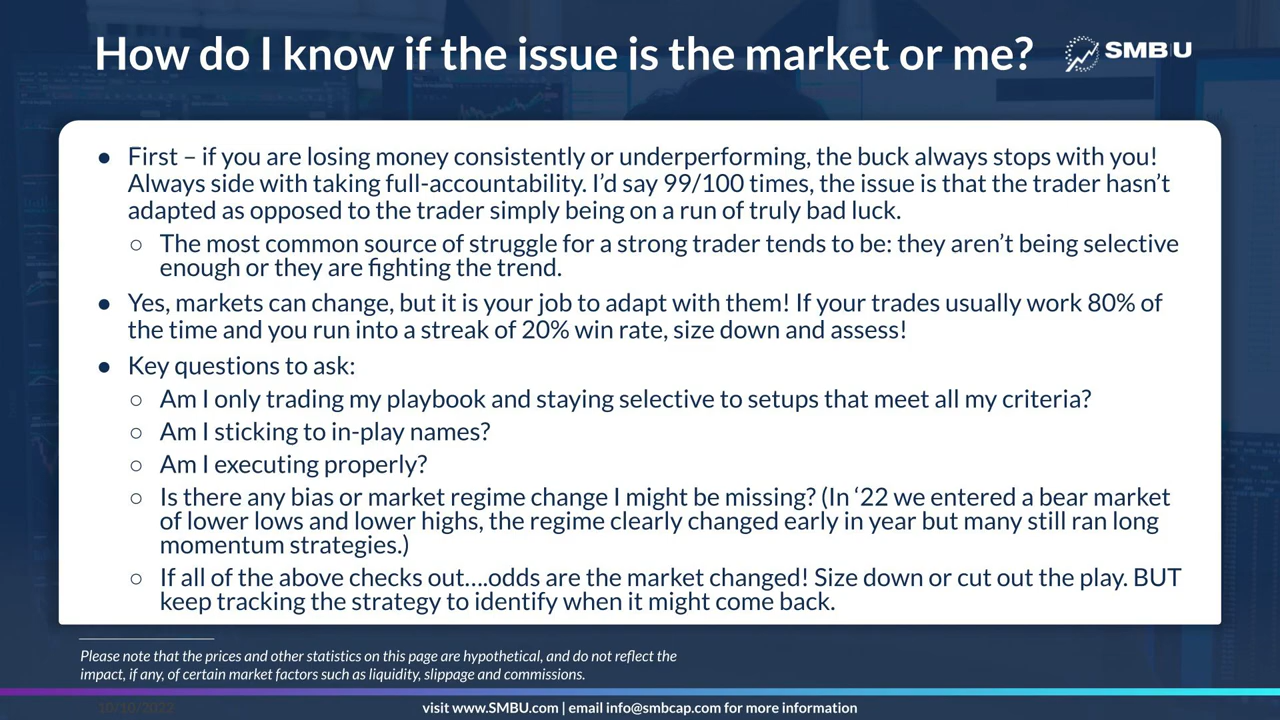 How do I know if the issue is the market or me?
SMBU
● First – if you are losing money consistently or underperforming, the buck always stops with you!
Always side with taking full-accountability. I’d say 99/100 times, the issue is that the trader hasn’t
adapted as opposed to the trader simply being on a run of truly bad luck.
○ The most common source of struggle for a strong trader tends to be: they aren’t being selective
enough or they are fighting the trend.
● Yes, markets can change, but it is your job to adapt with them! If your trades usually work 80% of
the time and you run into a streak of 20% win rate, size down and assess!
● Key questions to ask:
○ Am I only trading my playbook and staying selective to setups that meet all my criteria?
○ Am I sticking to in-play names?
○ Am I executing properly?
○ Is there any bias or market regime change I might be missing? (In ‘22 we entered a bear market
of lower lows and lower highs, the regime clearly changed early in year but many still ran long
momentum strategies.)
○ If all of the above checks out....odds are the market changed! Size down or cut out the play. BUT
keep tracking the strategy to identify when it might come back.
Please note that the prices and other statistics on this page are hypothetical, and do not reflect the
impact, if any, of certain market factors such as liquidity, slippage and commissions.
10/10/2022
visit www.SMBU.com | email info@smbcap.com for more information